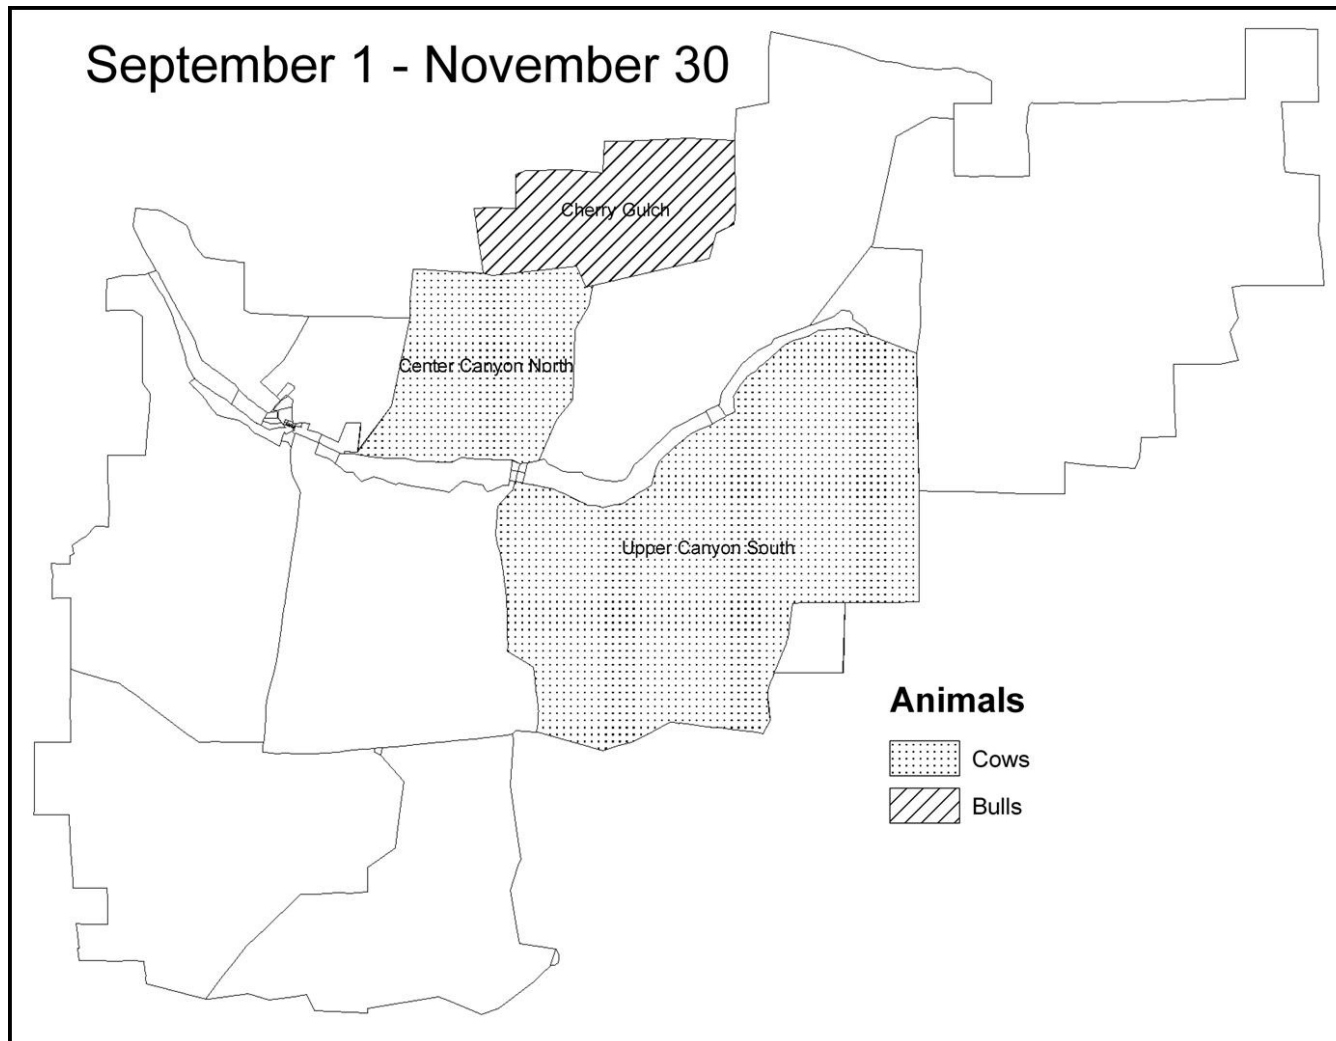 September 1 - November 30
Cherry Gulch
Center Canyon North
Upper Canyon South
Animals
Cows
Bulls